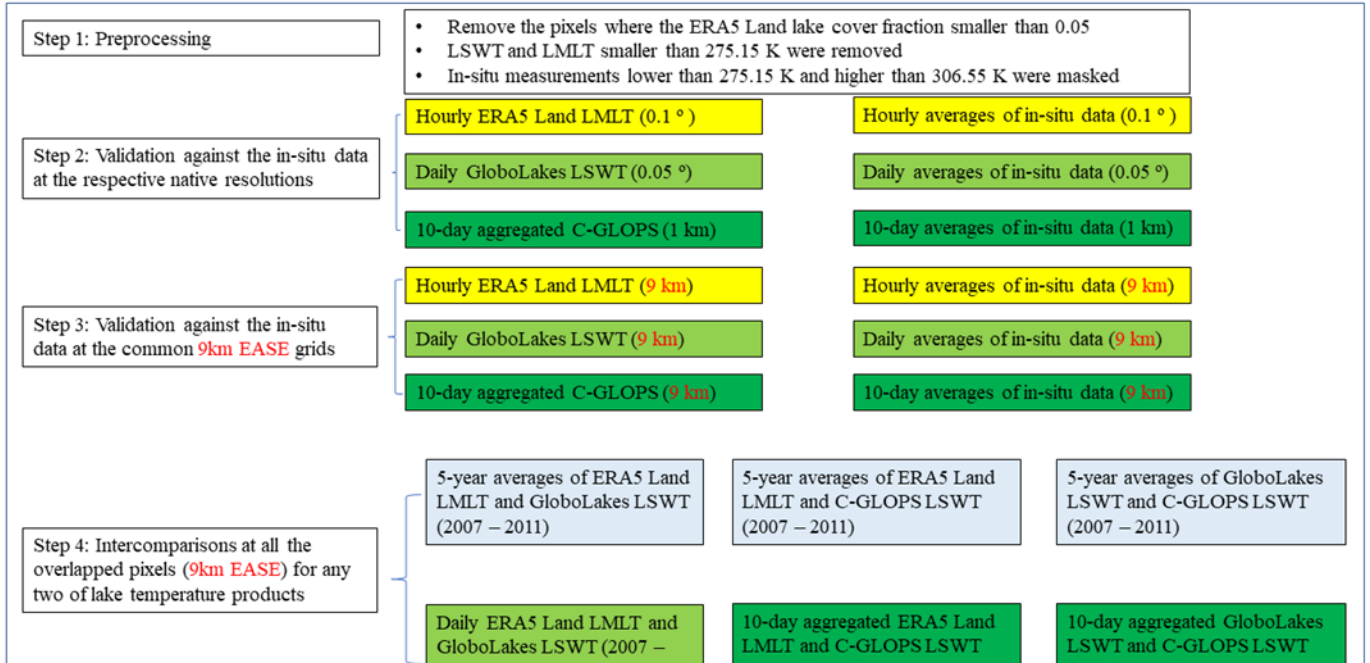 Step 1: Preprocessing
• Remove the pixels where the ERA5 Land lake cover fraction smaller than 0.05
• LSWT and LMLT smaller than 275.15 K were removed
• In-situ measurements lower than 275.15 K and higher than 306.55 K were masked
Step 2: Validation against the in-situ data
at the respective native resolutions
Hourly ERA5 Land LMLT (0.1 º )
Hourly averages of in-situ data (0.1 º )
Daily GloboLakes LSWT (0.05 º)
Daily averages of in-situ data (0.05 º)
10-day aggregated C-GLOPS (1 km)
10-day averages of in-situ data (1 km)
Step 3: Validation against the in-situ
data at the common 9km EASE grids
Hourly ERA5 Land LMLT (9 km)
Hourly averages of in-situ data (9 km)
Daily GloboLakes LSWT (9 km)
Daily averages of in-situ data (9 km)
10-day aggregated C-GLOPS (9 km)
10-day averages of in-situ data (9 km)
Step 4: Intercomparisons at all the
overlapped pixels (9km EASE) for any
two of lake temperature products
5-year averages of ERA5 Land
LMLT and GloboLakes LSWT
(2007 – 2011)
5-year averages of ERA5 Land
LMLT and C-GLOPS LSWT
(2007 – 2011)
5-year averages of GloboLakes
LSWT and C-GLOPS LSWT
(2007 – 2011)
Daily ERA5 Land LMLT and
GloboLakes LSWT (2007 –
10-day aggregated ERA5 Land
LMLT and C-GLOPS LSWT
10-day aggregated GloboLakes
LSWT and C-GLOPS LSWT